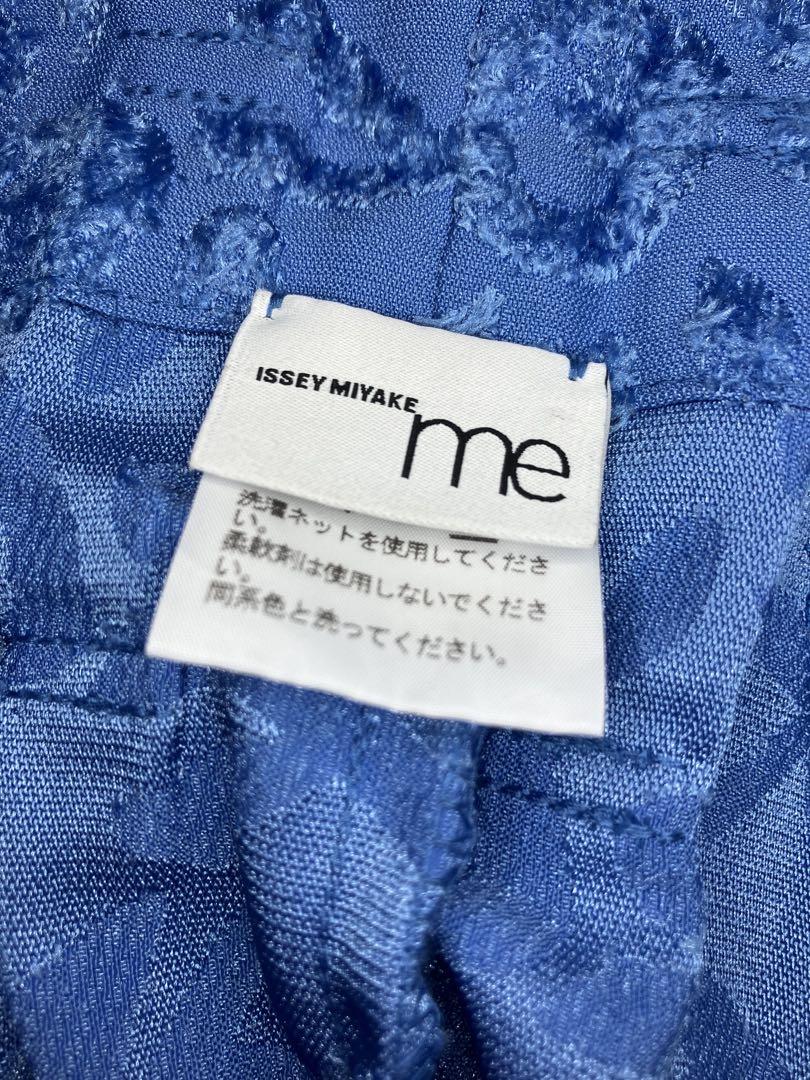 ISSEY MIYAKE
me
洗濯ネットを使用してくださ
い。
柔軟剤は使用しないでくださ
い。
同系色と洗ってください。